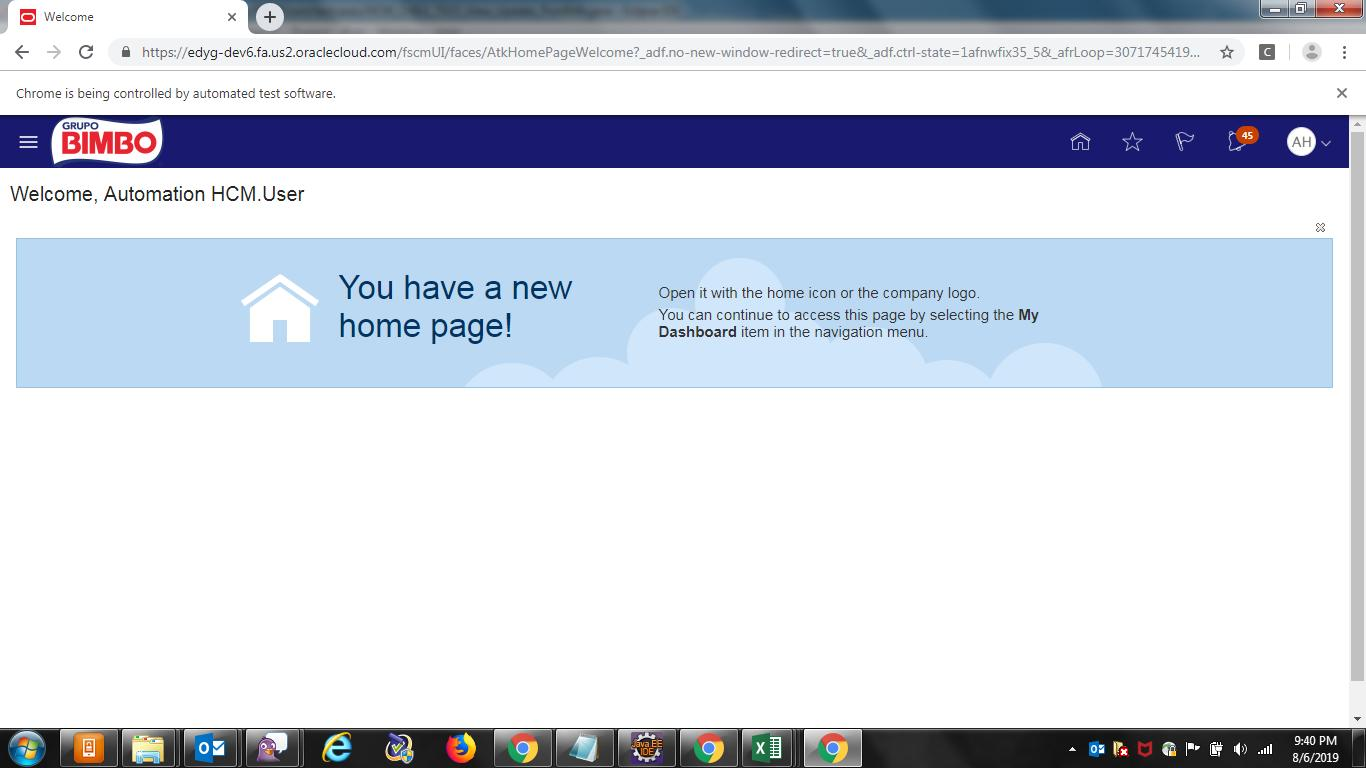 Welcome
https://edyg-dev6.fa.us2.oraclecloud.com/fscmUI/faces/AtkHomePageWelcome?_adf.no-new-window-redirect=true&_adf.ctrl-state=1afnwfix35_5&_afrLoop=3071745419...
C
Chrome is being controlled by automated test software.
GRUPO
BIMBO
45
AH
Welcome, Automation HCM.User
You have a new
home page!
Open it with the home icon or the company logo.
You can continue to access this page by selecting the My
Dashboard item in the navigation menu.
Java EE
IDE
9:40 PM
8/6/2019